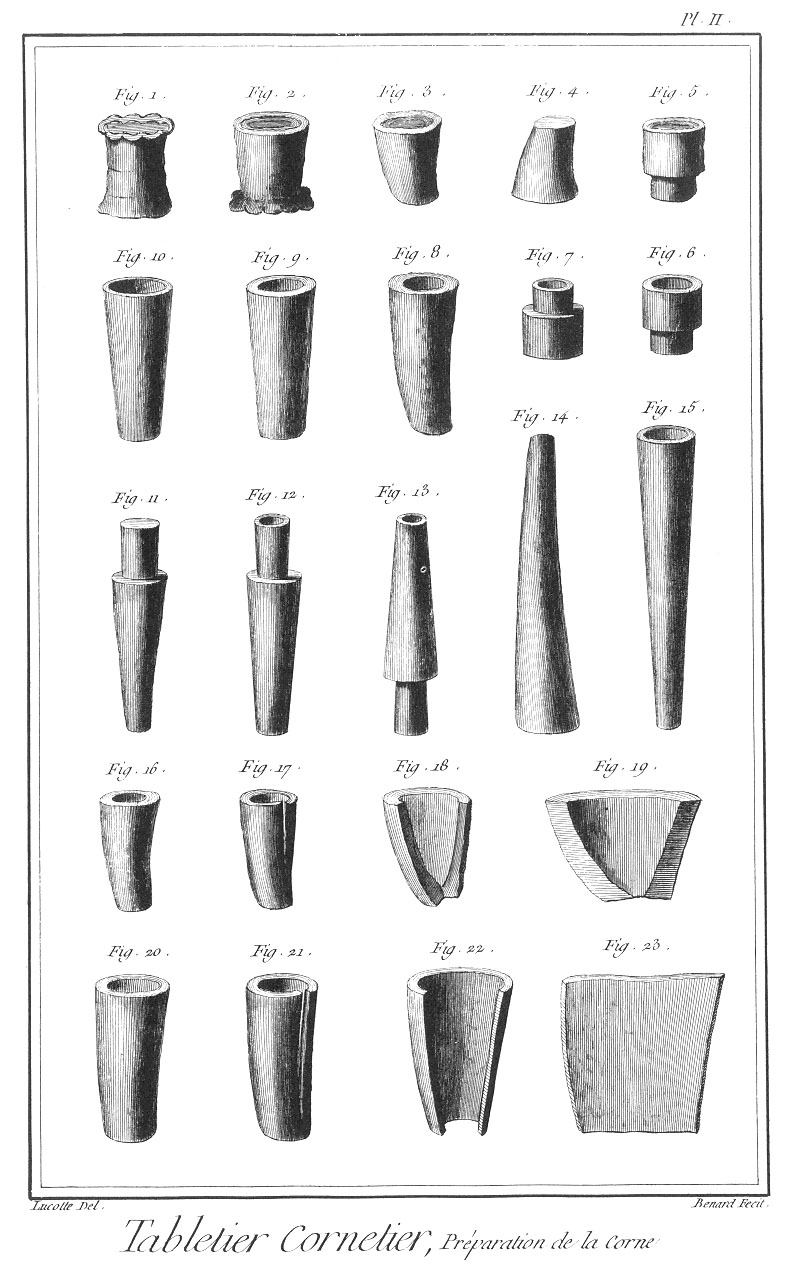 Pl. II.
Fig. 1. Fig. 2. Fig. 3. Fig. 4. Fig. 5.
Fig. 10. Fig. 9. Fig. 8. Fig. 7. Fig. 6.
Fig. 14. Fig. 15.
Fig. 11. Fig. 12. Fig. 13.
Fig. 16. Fig. 17. Fig. 18. Fig. 19.
Fig. 20. Fig. 21. Fig. 22. Fig. 23.
Lucotte Del. Benard Fecit.
Tabletier Cornetier, Préparation de la Corne